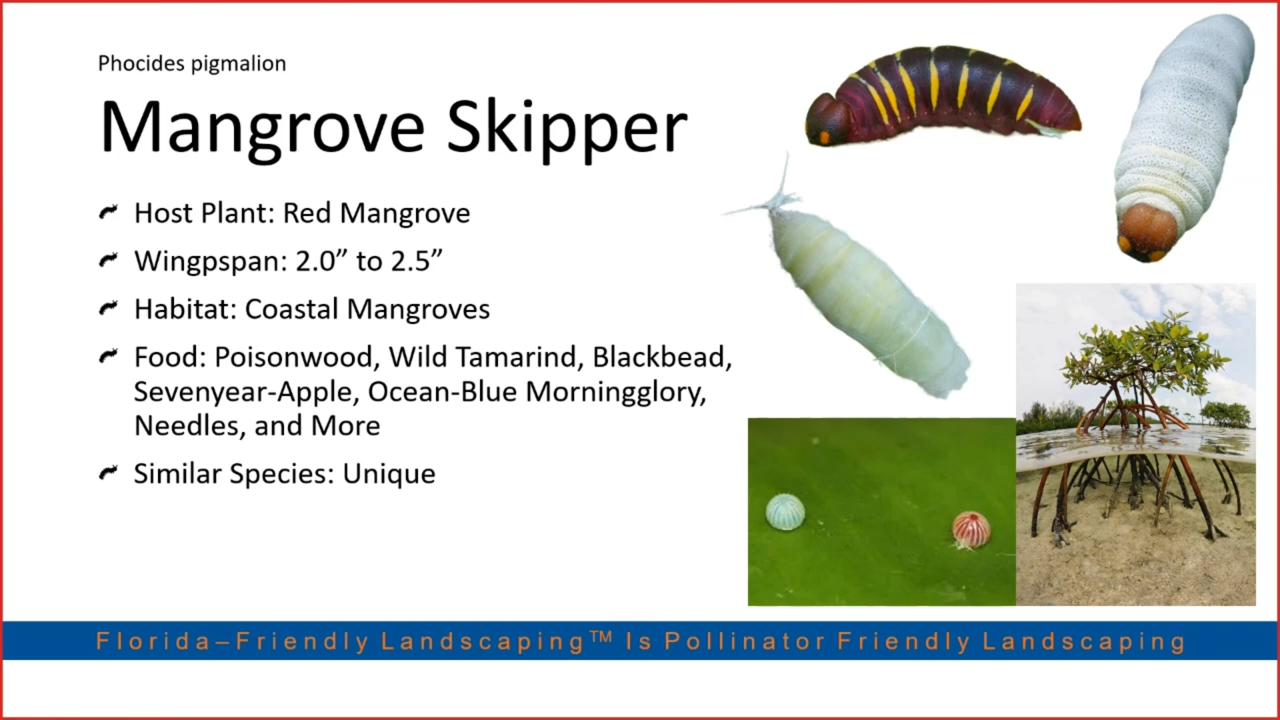 Phocides pigmalion
Mangrove Skipper
Host Plant: Red Mangrove
Wingpspan: 2.0” to 2.5”
Habitat: Coastal Mangroves
Food: Poisonwood, Wild Tamarind, Blackbead,
Sevenyear-Apple, Ocean-Blue Morningglory,
Needles, and More
Similar Species: Unique
Florida–Friendly Landscaping™ Is Pollinator Friendly Landscaping